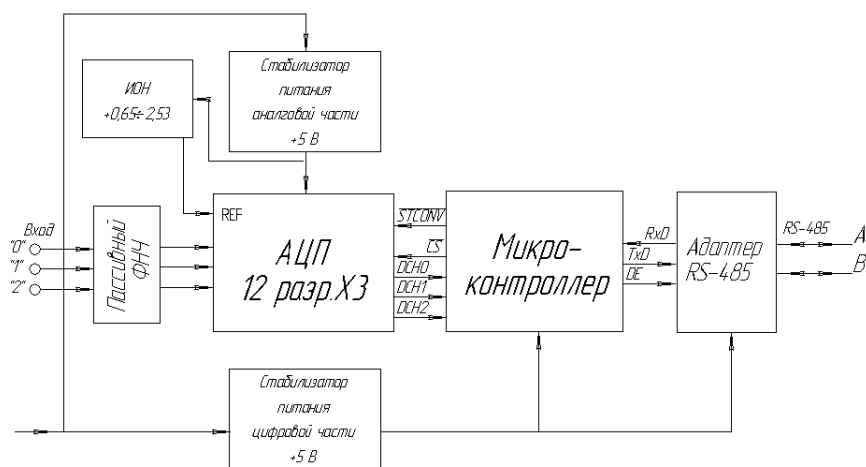 Стабилизатор
питания
аналговой части
+5 В
ИОН
+0,65÷2,53
REF
АЦП
12 разр.X3
Вход
"0"
"1"
"2"
Пассивный
ФНЧ
STCONV
CS
DCH0
DCH1
DCH2
Микро-
контроллер
RxD
TxD
DE
Адаптер
RS-485
RS-485
A
B
Стабилизатор
питания
цифровой части
+5 В